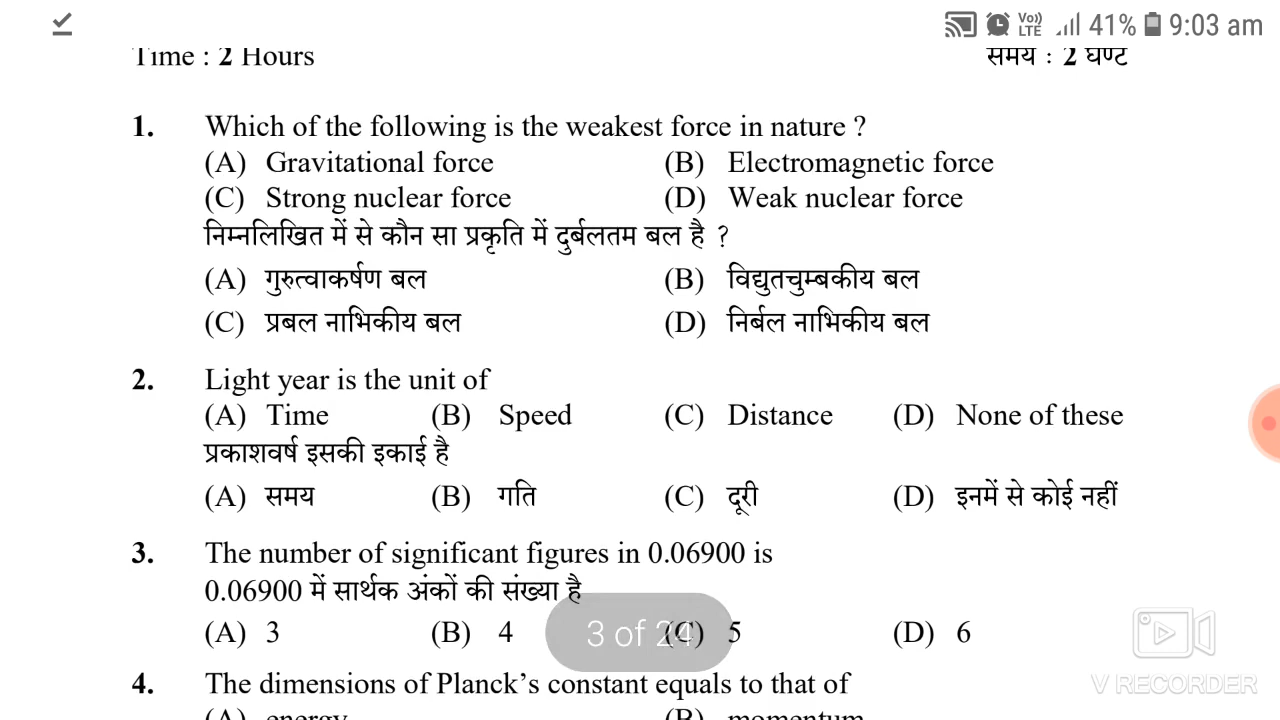 Vo)) LTE 41% 9:03 am
Time : 2 Hours समय : 2 घण्ट
1. Which of the following is the weakest force in nature ?
(A) Gravitational force (B) Electromagnetic force
(C) Strong nuclear force (D) Weak nuclear force
निम्नलिखित में से कौन सा प्रकृति में दुर्बलतम बल है ?
(A) गुरुत्वाकर्षण बल (B) विद्युतचुम्बकीय बल
(C) प्रबल नाभिकीय बल (D) निर्बल नाभिकीय बल
2. Light year is the unit of
(A) Time (B) Speed (C) Distance (D) None of these
प्रकाशवर्ष इसकी इकाई है
(A) समय (B) गति (C) दूरी (D) इनमें से कोई नहीं
3. The number of significant figures in 0.06900 is
0.06900 में सार्थक अंकों की संख्या है
(A) 3 (B) 4 (C) 5 (D) 6
3 of 24
4. The dimensions of Planck’s constant equals to that of
(A) energy (B) momentum
V RECORDER